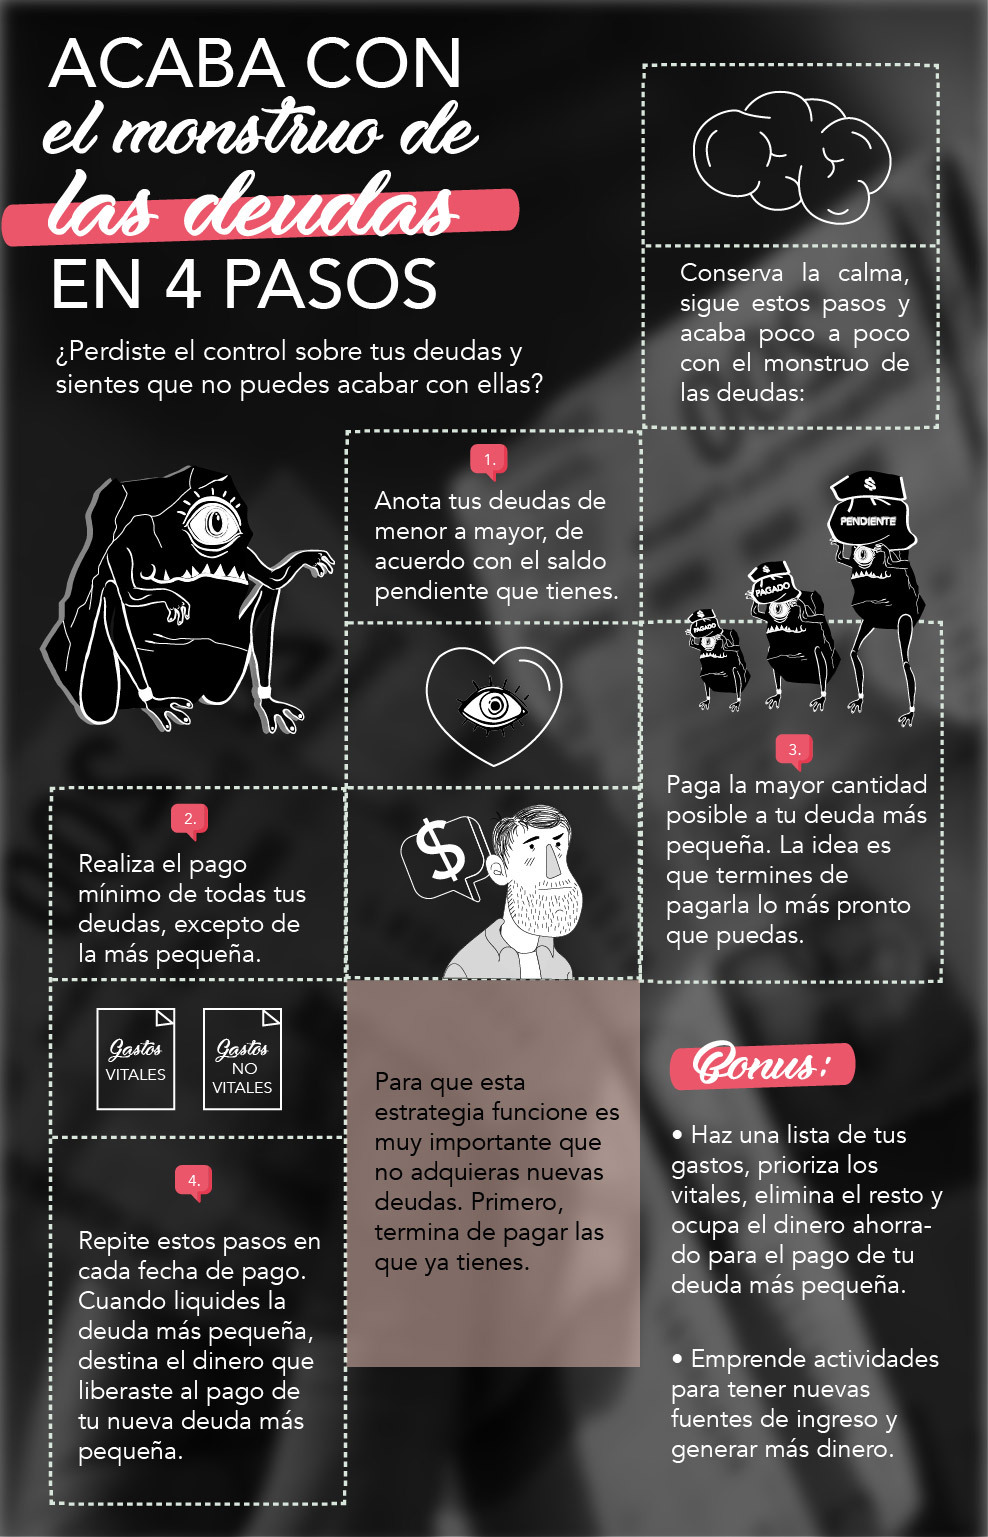 ACABA CON
el monstruo de
las deudas
EN 4 PASOS
¿Perdiste el control sobre tus deudas y
sientes que no puedes acabar con ellas?
Conserva la calma,
sigue estos pasos y
acaba poco a poco
con el monstruo de
las deudas:
1.
Anota tus deudas de
menor a mayor, de
acuerdo con el saldo
pendiente que tienes.
$
PENDIENTE
$
PAGADO
$
PAGADO
2.
Realiza el pago
mínimo de todas tus
deudas, excepto de
la más pequeña.
$
3.
Paga la mayor cantidad
posible a tu deuda más
pequeña. La idea es
que termines de
pagarla lo más pronto
que puedas.
Gastos
VITALES
Gastos
NO
VITALES
4.
Repite estos pasos en
cada fecha de pago.
Cuando liquides la
deuda más pequeña,
destina el dinero que
liberaste al pago de
tu nueva deuda más
pequeña.
Para que esta
estrategia funcione es
muy importante que
no adquieras nuevas
deudas. Primero,
termina de pagar las
que ya tienes.
Bonus:
• Haz una lista de tus
gastos, prioriza los
vitales, elimina el resto y
ocupa el dinero ahorra-
do para el pago de tu
deuda más pequeña.
• Emprende actividades
para tener nuevas
fuentes de ingreso y
generar más dinero.